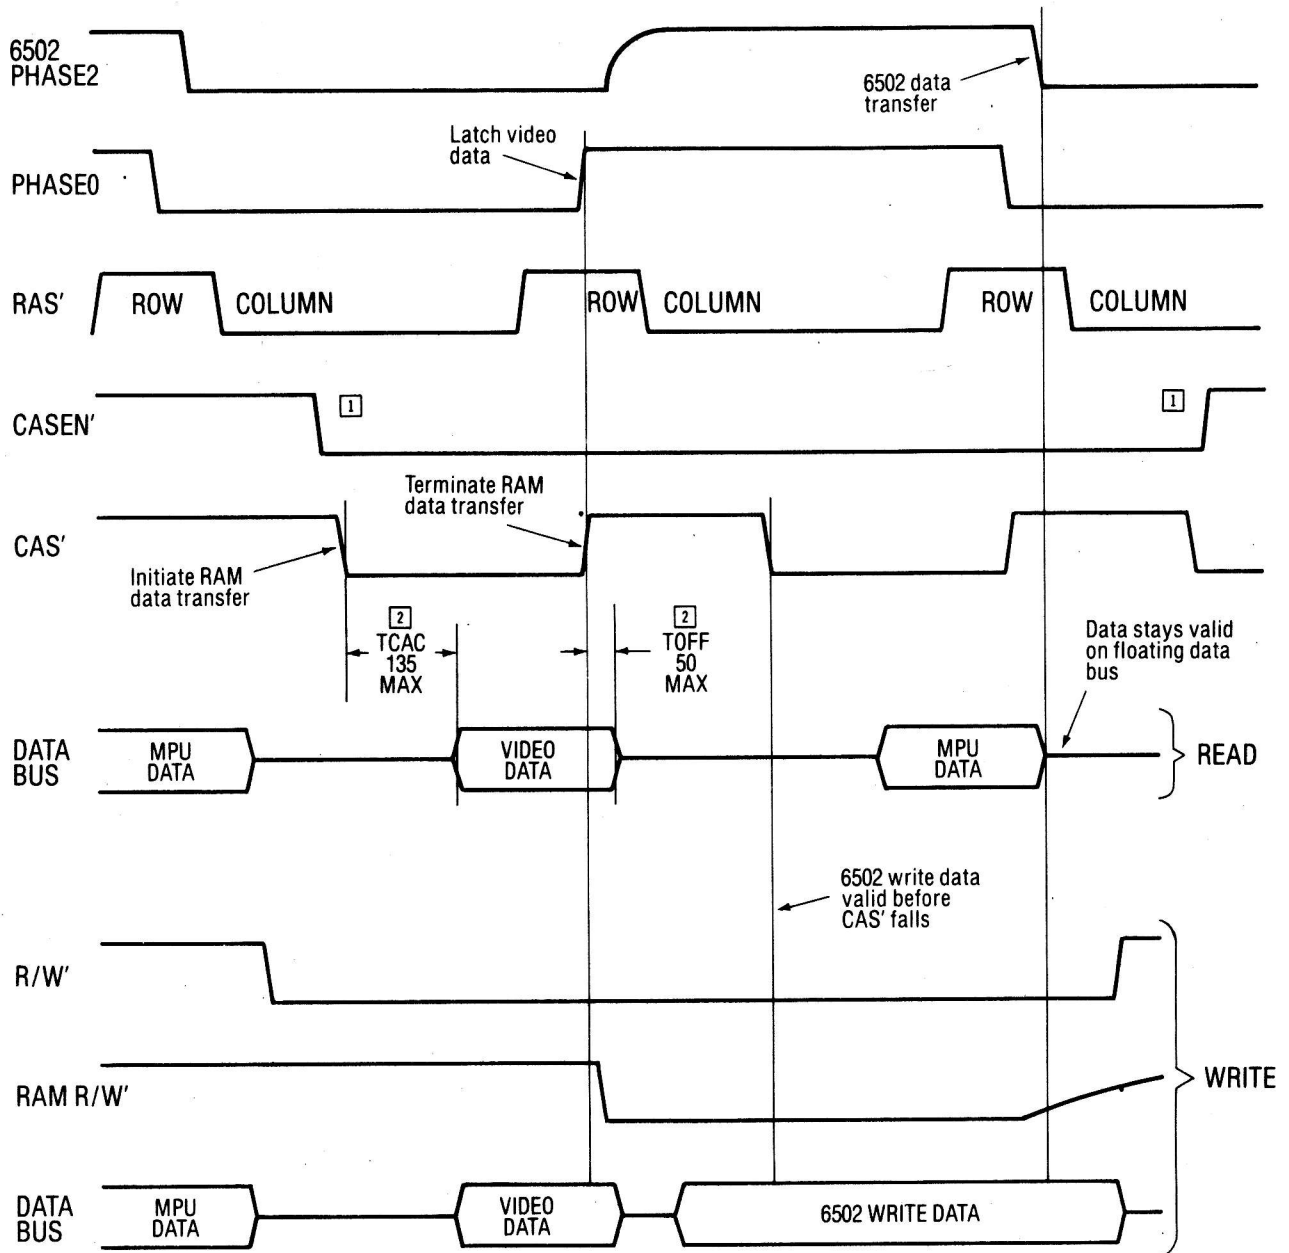 6502
PHASE2
6502 data
transfer
Latch video
data
PHASE0
RAS'
ROW
COLUMN
ROW
COLUMN
ROW
COLUMN
CASEN'
1
1
Terminate RAM
data transfer
CAS'
Initiate RAM
data transfer
2
TCAC
135
MAX
2
TOFF
50
MAX
Data stays valid
on floating data
bus
DATA
BUS
MPU
DATA
VIDEO
DATA
MPU
DATA
READ
6502 write data
valid before
CAS' falls
R/W'
RAM R/W'
WRITE
DATA
BUS
MPU
DATA
VIDEO
DATA
6502 WRITE DATA